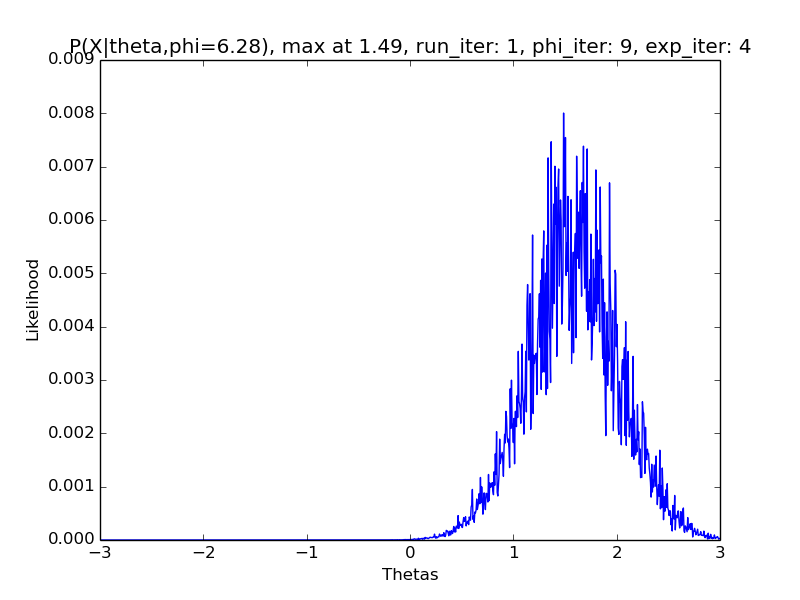 P(X|theta,phi=6.28), max at 1.49, run_iter: 1, phi_iter: 9, exp_iter: 4
0.009
0.008
0.007
0.006
0.005
0.004
0.003
0.002
0.001
0.000
Likelihood
−3 −2 −1 0 1 2 3
Thetas